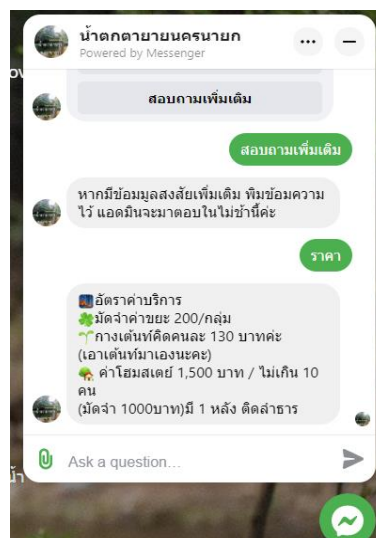 น้ำตกตายายนครนายก
Powered by Messenger
สอบถามเพิ่มเติม
สอบถามเพิ่มเติม
หากมีข้อมมูลสงสัยเพิ่มเติม พิมข้อมความ
ไว้ แอดมินจะมาตอบในไม่ช้านี้ค่ะ
ราคา
🌉อัตราค่าบริการ
🍀มัดจำค่าขยะ 200/กลุ่ม
🌱กางเต้นท์คิดคนละ 130 บาทค่ะ
(เอาเต้นท์มาเองนะคะ)
🏡 ค่าโฮมสเตย์ 1,500 บาท / ไม่เกิน 10
คน
(มัดจำ 1000บาท)มี 1 หลัง ติดลำธาร
Ask a question...